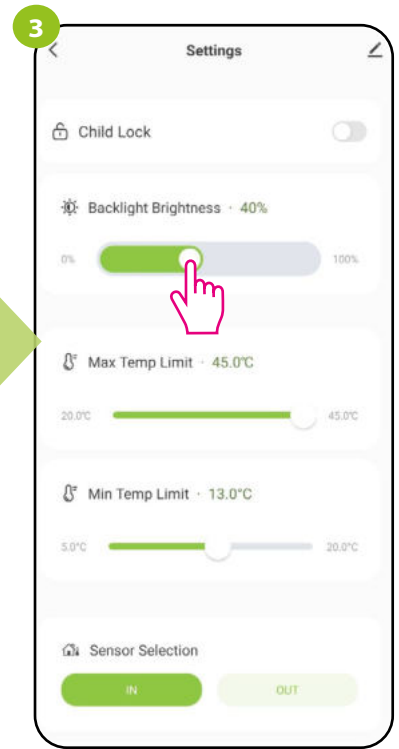 3
Settings
Child Lock
Backlight Brightness · 40%
0% 100%
Max Temp Limit · 45.0°C
20.0°C 45.0°C
Min Temp Limit · 13.0°C
5.0°C 20.0°C
Sensor Selection
IN OUT